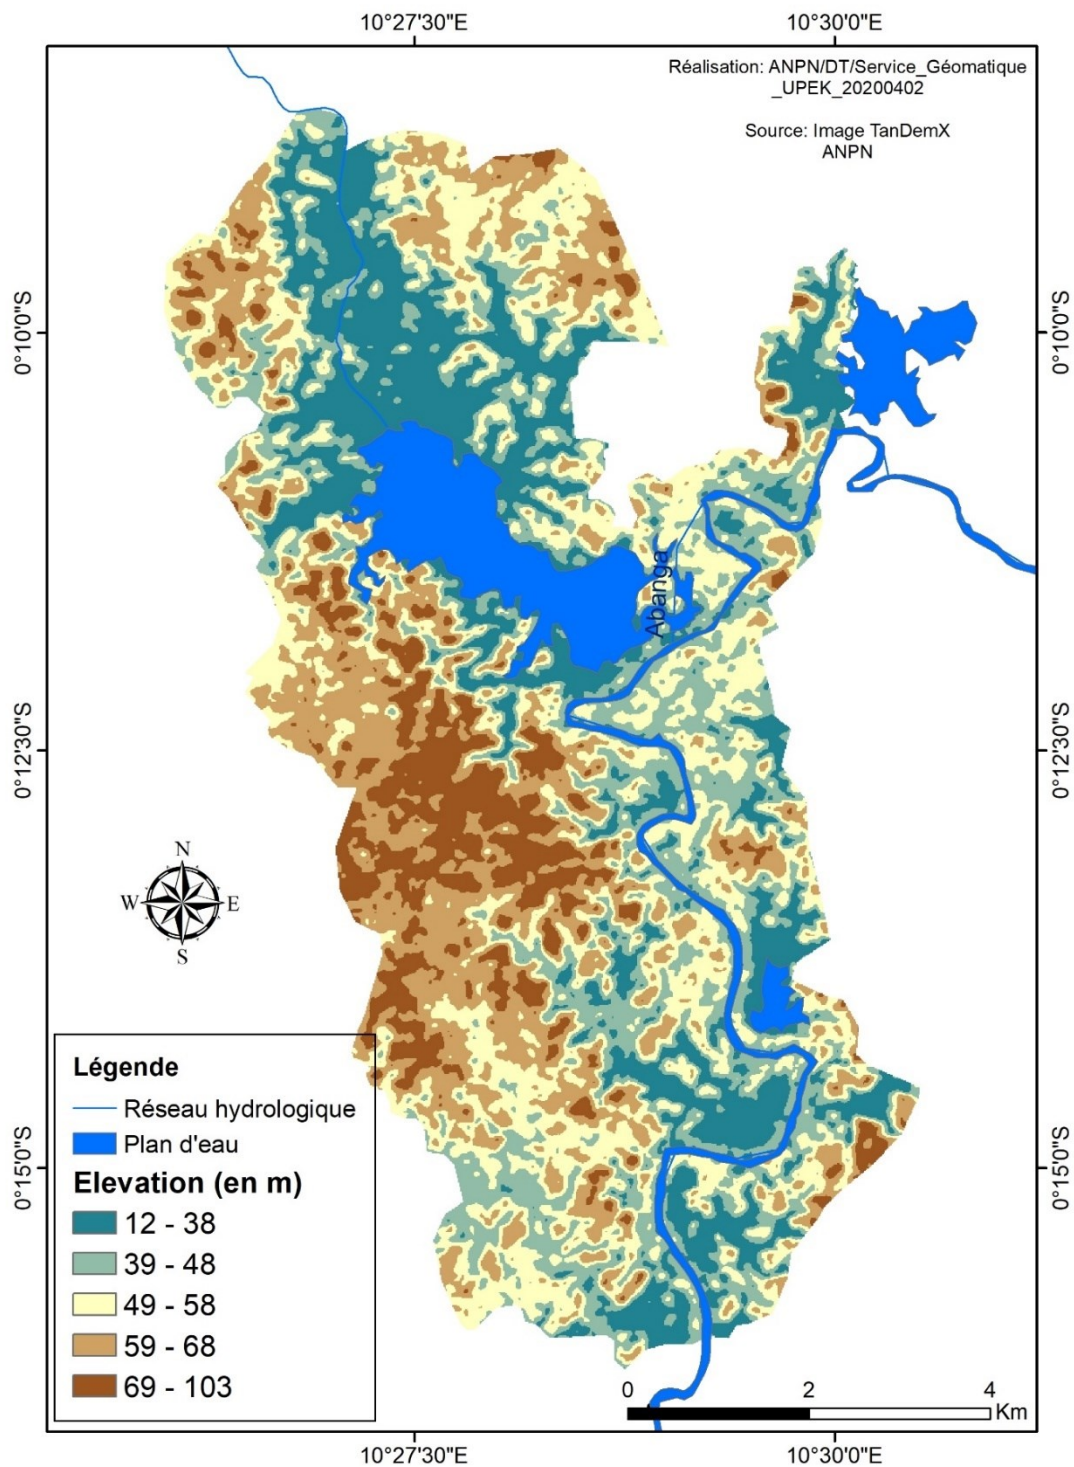 10°27'30"E
10°30'0"E
Réalisation: ANPN/DT/Service_Géomatique
_UPEK_20200402
Source: Image TanDemX
ANPN
0°10'0"S
0°10'0"S
Abanga
0°12'30"S
0°12'30"S
N
W
E
S
Légende
Réseau hydrologique
Plan d'eau
Elevation (en m)
12 - 38
39 - 48
49 - 58
59 - 68
69 - 103
0°15'0"S
0°15'0"S
0
2
4
Km
10°27'30"E
10°30'0"E